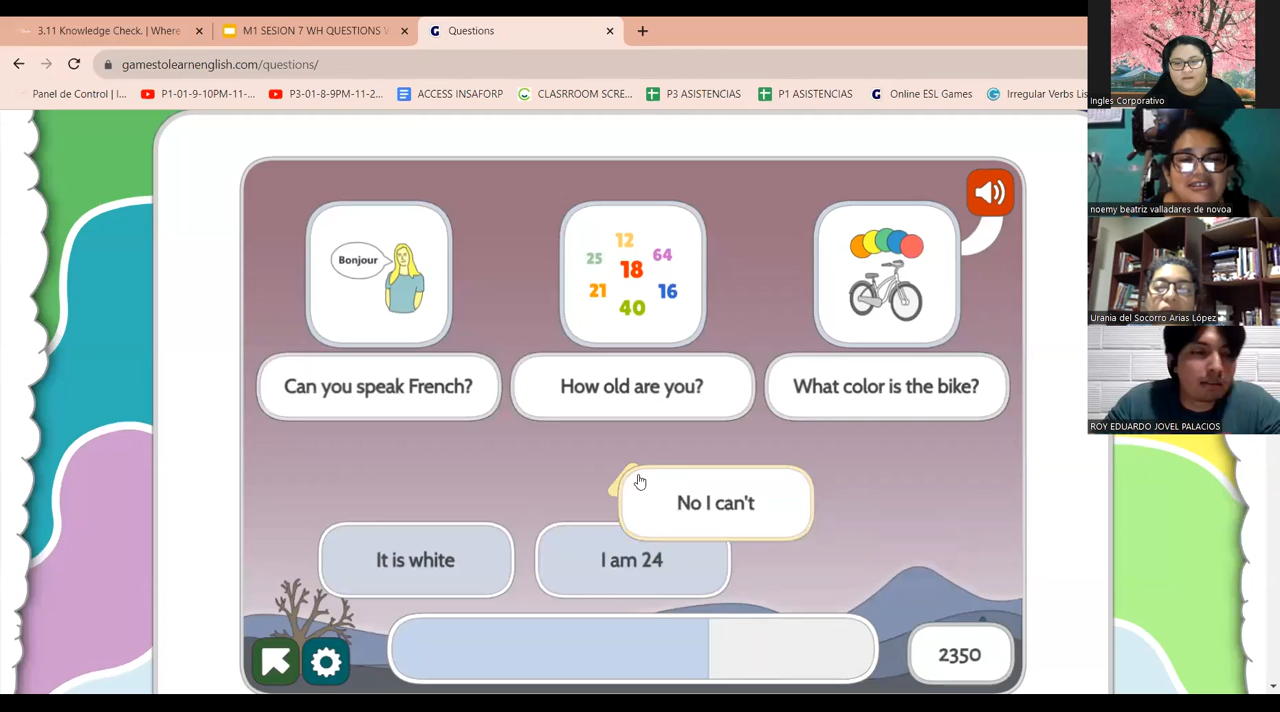 3.11 Knowledge Check. | Where
M1 SESION 7 WH QUESTIONS V
Questions
gamestolearnenglish.com/questions/
Panel de Control | I...
P1-01-9-10PM-11-...
P3-01-8-9PM-11-2...
ACCESS INSAFORP
CLASRROOM SCRE...
P3 ASISTENCIAS
P1 ASISTENCIAS
Online ESL Games
Irregular Verbs Lis
Ingles Corporativo
noemy beatriz valladares de novoa
Urania del Socorro Arias López
ROY EDUARDO JOVEL PALACIOS
Bonjour
12
25
64
18
21
16
40
Can you speak French?
How old are you?
What color is the bike?
No I can't
It is white
I am 24
2350